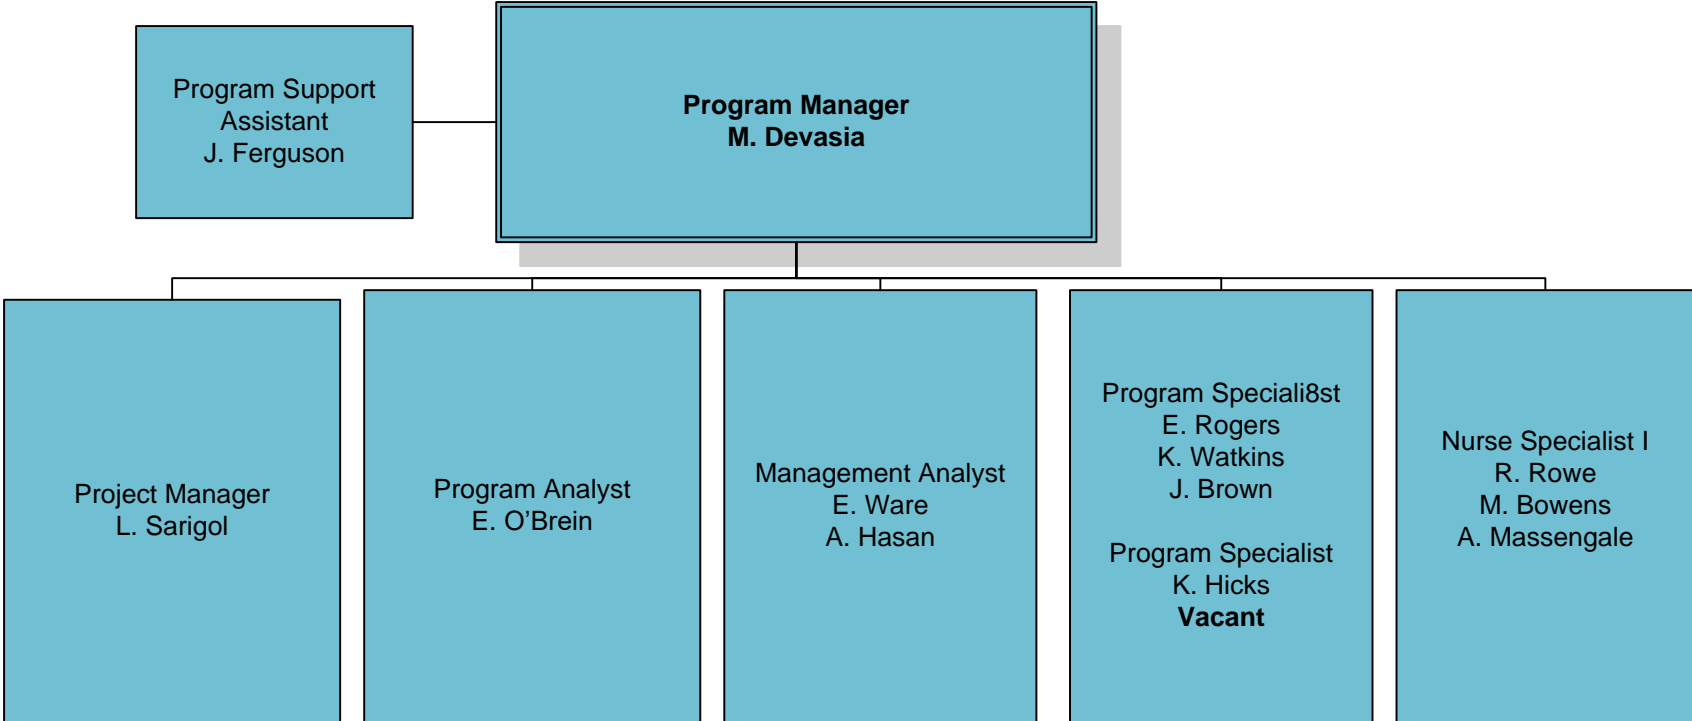 Program Support
Assistant
J. Ferguson
Program Manager
M. Devasia
Project Manager
L. Sarigol
Program Analyst
E. O’Brein
Management Analyst
E. Ware
A. Hasan
Program Speciali8st
E. Rogers
K. Watkins
J. Brown
Program Specialist
K. Hicks
Vacant
Nurse Specialist I
R. Rowe
M. Bowens
A. Massengale